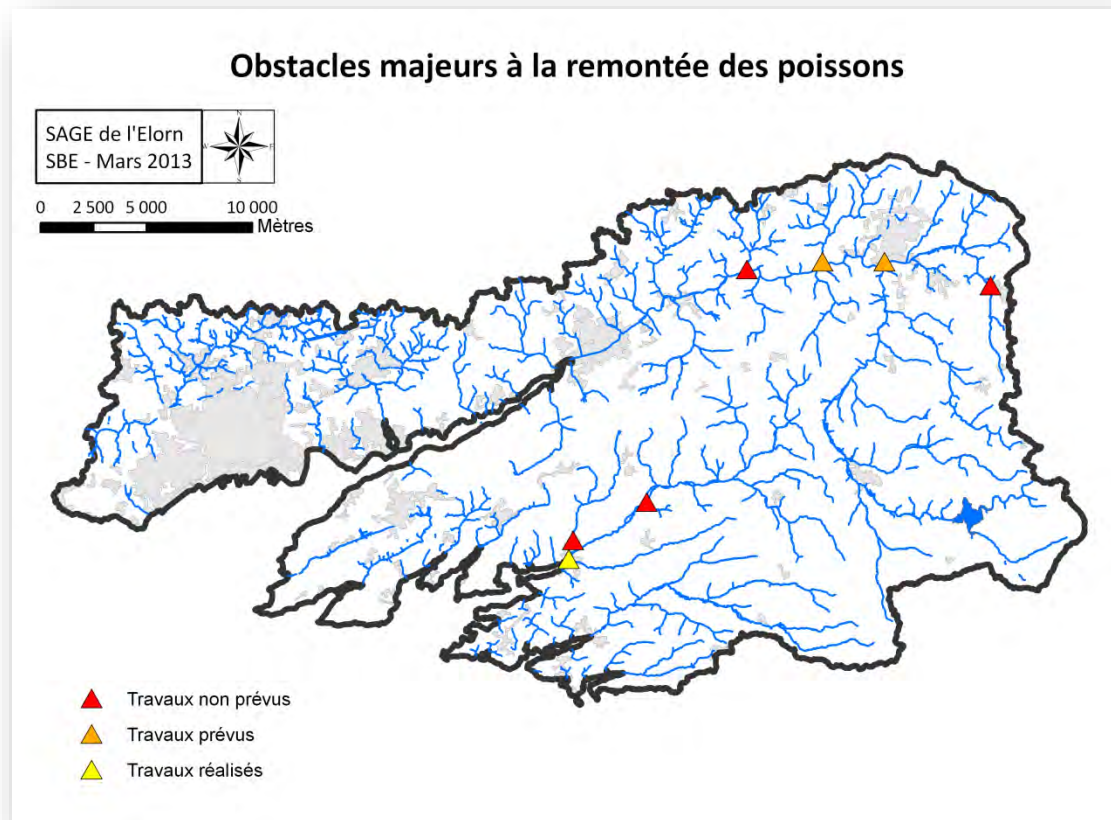 Obstacles majeurs à la remontée des poissons
SAGE de l'Elorn
SBE - Mars 2013
N
W E
S
0 2 500 5 000 10 000
Mètres
Travaux non prévus
Travaux prévus
Travaux réalisés